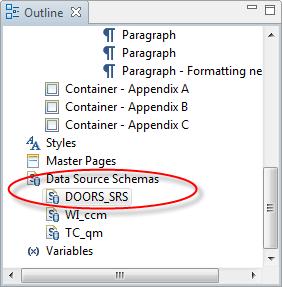 Outline
Paragraph
Paragraph
Paragraph - Formatting ne
Container - Appendix A
Container - Appendix B
Container - Appendix C
Styles
Master Pages
Data Source Schemas
DOORS_SRS
WI_ccm
TC_qm
Variables